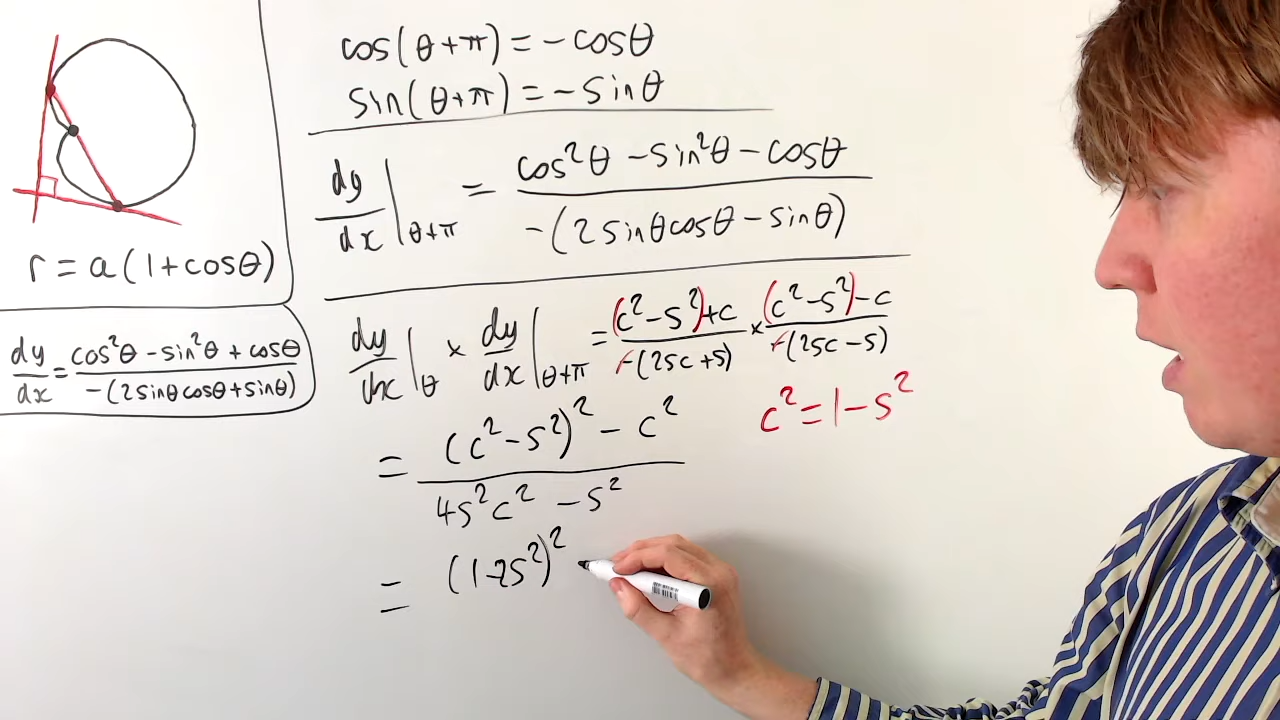 cos(θ+π) = -cosθ
sin(θ+π) = -sinθ
dy/dx|θ+π = (cos²θ - sin²θ - cosθ)/(-(2sinθcosθ - sinθ))
r = a(1+cosθ)
dy/dx = (cos²θ - sin²θ + cosθ)/(-(2sinθcosθ+sinθ))
dy/dx|θ × dy/dx|θ+π = ((c²-s²)+c)/(-(2sc+s)) × ((c²-s²)-c)/(-(2sc-s))
c² = 1-s²
= ((c²-s²)² - c²)/(4s²c² - s²)
= (1-2s²)²